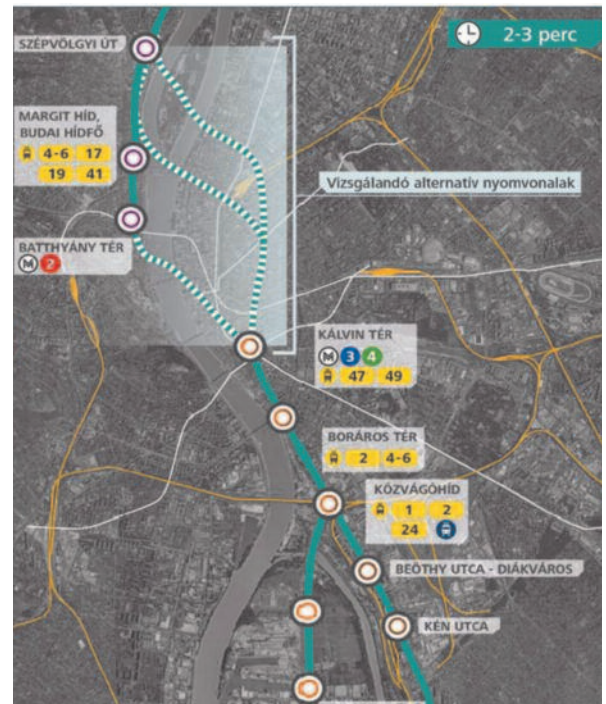 SZÉPVÖLGYI ÚT
2-3 perc
MARGIT HÍD,
BUDAI HÍDFŐ
4-6 17
19 41
Vizsgálandó alternatív nyomvonalak
BATTHYÁNY TÉR
M 2
KÁLVIN TÉR
M 3 4
47 49
BORÁROS TÉR
2 4-6
KÖZVÁGÓHÍD
1 2
24
BEÖTHY UTCA - DIÁKVÁROS
KÉN UTCA